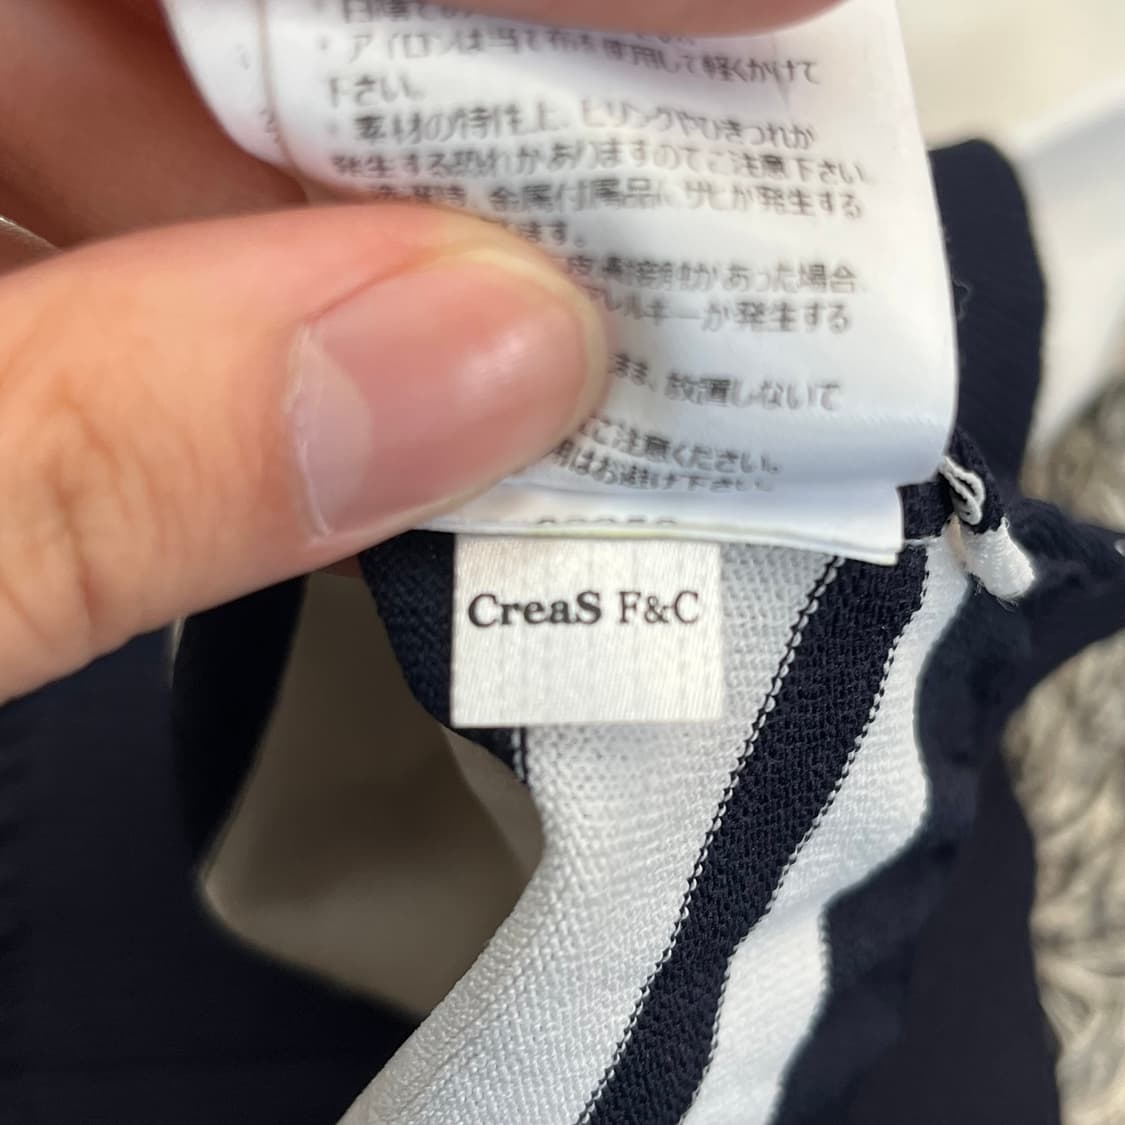 ・アイロンは当て布を使用して軽くかけて
下さい。
・素材の特性上、ピリングやひきつれが
発生する恐れがありますのでご注意下さい。
金属付属品にサビが発生する
ます。
皮膚接触があった場合、
アレルギーが発生する
まま、放置しないで
ご注意ください。
はお避け下さい。
CreaS F&C